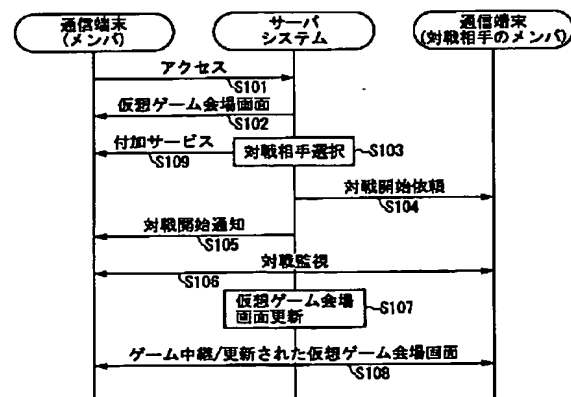 通信端末
(メンバ)
サーバ
システム
通信端末
(対戦相手のメンバ)
アクセス
S101
仮想ゲーム会場画面
S102
付加サービス
S109
対戦相手選択
S103
対戦開始依頼
S104
対戦開始通知
S105
対戦監視
S106
仮想ゲーム会場
画面更新
S107
ゲーム中継/更新された仮想ゲーム会場画面
S108